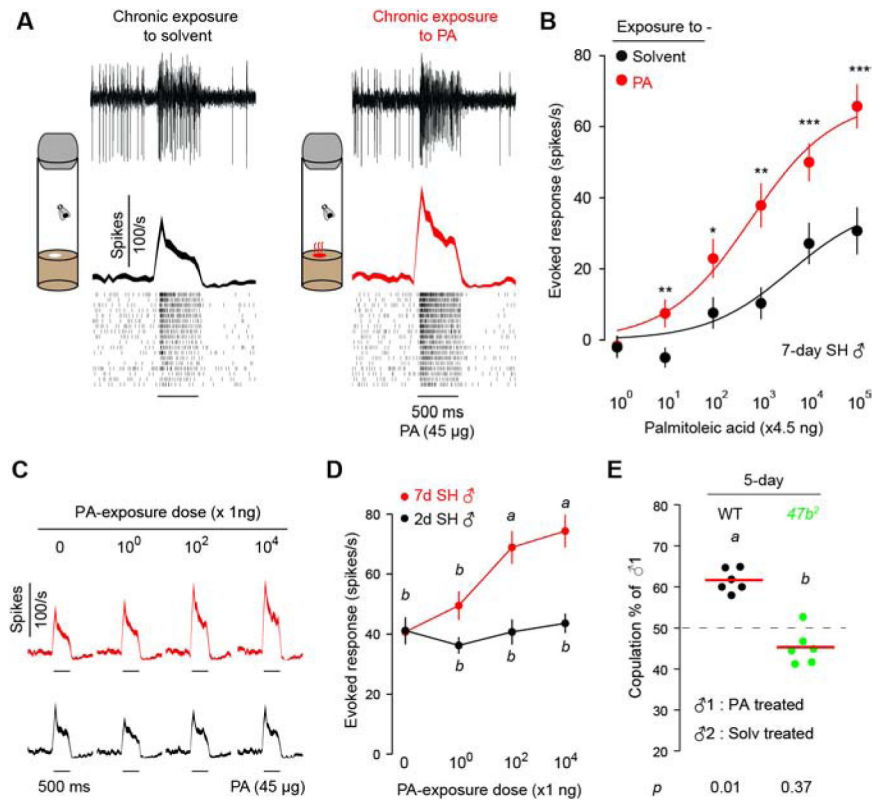 A
Chronic exposure
to solvent
Chronic exposure
to PA
Spikes
100/s
500 ms
PA (45 µg)
B
Exposure to -
Solvent
PA
Evoked response (spikes/s)
80
60
40
20
0
**
*
**
***
***
7-day SH ♂
10⁰ 10¹ 10² 10³ 10⁴ 10⁵
Palmitoleic acid (x4.5 ng)
C
PA-exposure dose (x 1ng)
0 10⁰ 10² 10⁴
Spikes
100/s
500 ms PA (45 µg)
D
7d SH ♂
2d SH ♂
Evoked response (spikes/s)
80
60
40
20
0
b b a a
b b b
0 10⁰ 10² 10⁴
PA-exposure dose (x1 ng)
E
5-day
WT 47b²
a
b
Copulation % of ♂1
80
70
60
50
40
30
20
♂1 : PA treated
♂2 : Solv treated
p 0.01 0.37